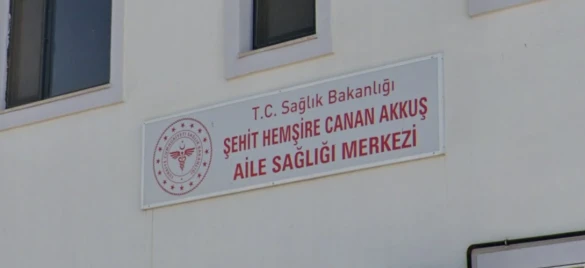 T.C. Sağlık Bakanlığı
ŞEHİT HEMŞİRE CANAN AKKUŞ
AİLE SAĞLIĞI MERKEZİ